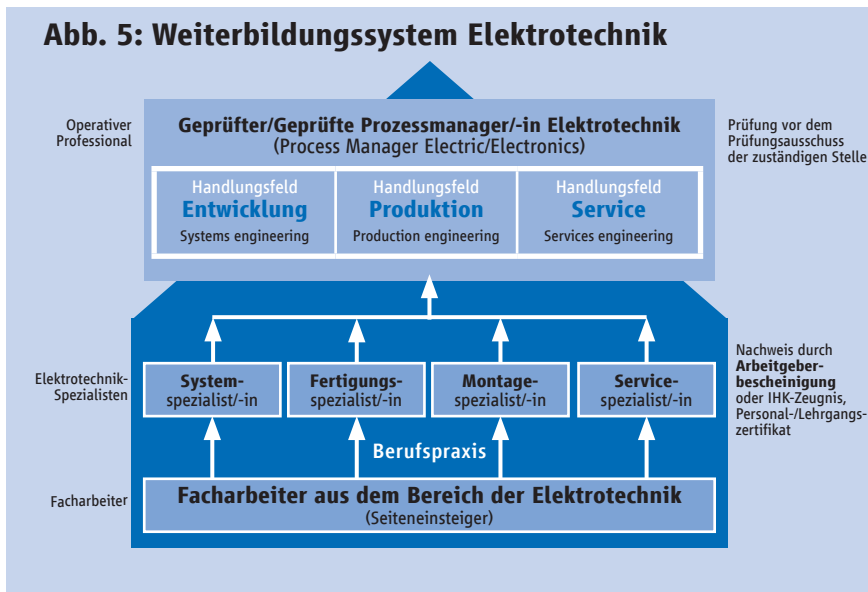 Abb. 5: Weiterbildungssystem Elektrotechnik
Operativer
Professional
Geprüfter/Geprüfte Prozessmanager/-in Elektrotechnik
(Process Manager Electric/Electronics)
Prüfung vor dem
Prüfungsausschuss
der zuständigen Stelle
Handlungsfeld
Entwicklung
Systems engineering
Handlungsfeld
Produktion
Production engineering
Handlungsfeld
Service
Services engineering
Elektrotechnik-
Spezialisten
System-
spezialist/-in
Fertigungs-
spezialist/-in
Montage-
spezialist/-in
Service-
spezialist/-in
Nachweis durch
Arbeitgeber-
bescheinigung
oder IHK-Zeugnis,
Personal-/Lehrgangs-
zertifikat
Berufspraxis
Facharbeiter
Facharbeiter aus dem Bereich der Elektrotechnik
(Seiteneinsteiger)